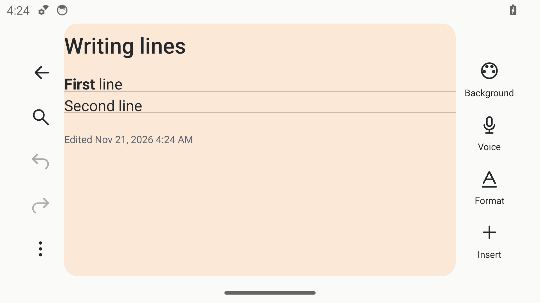 4:24
Writing lines
First line
Second line
Edited Nov 21, 2026 4:24 AM
Background
Voice
Format
Insert